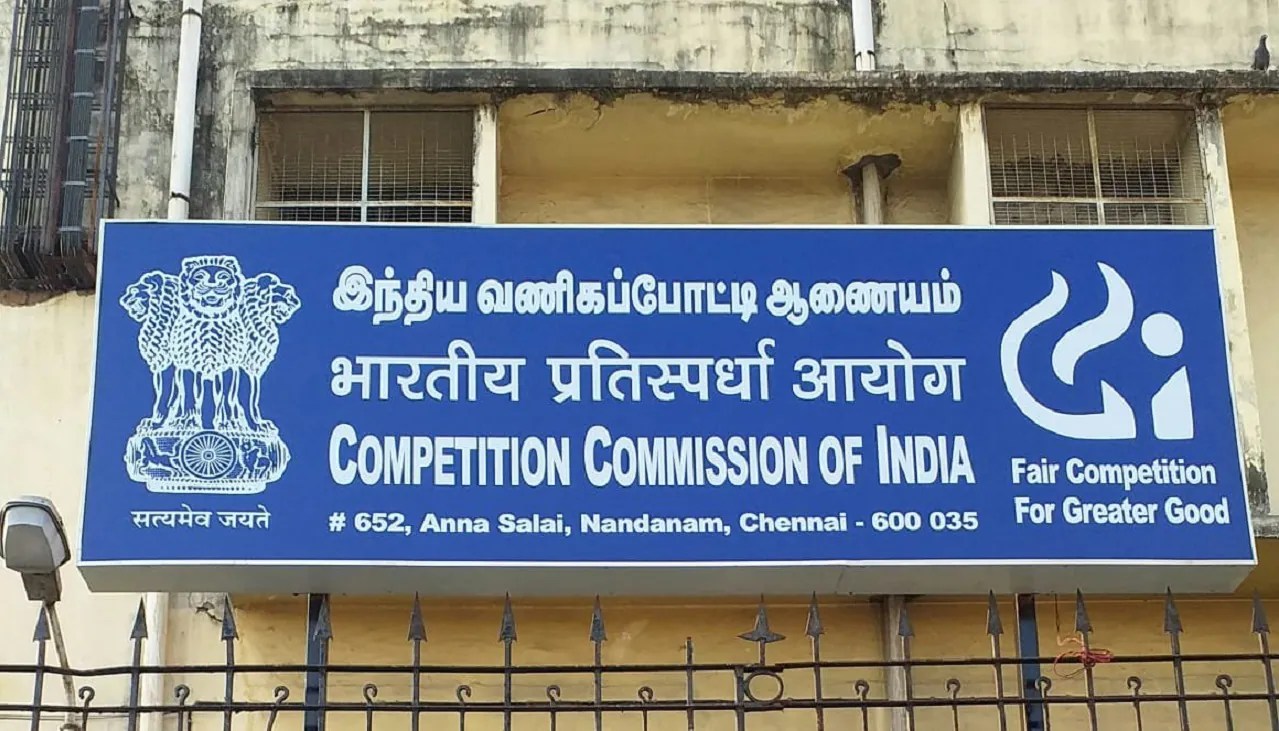 सत्यमेव जयते
இந்திய வணிகப்போட்டி ஆணையம்
भारतीय प्रतिस्पर्धा आयोग
COMPETITION COMMISSION OF INDIA
# 652, Anna Salai, Nandanam, Chennai - 600 035
cci
Fair Competition
For Greater Good